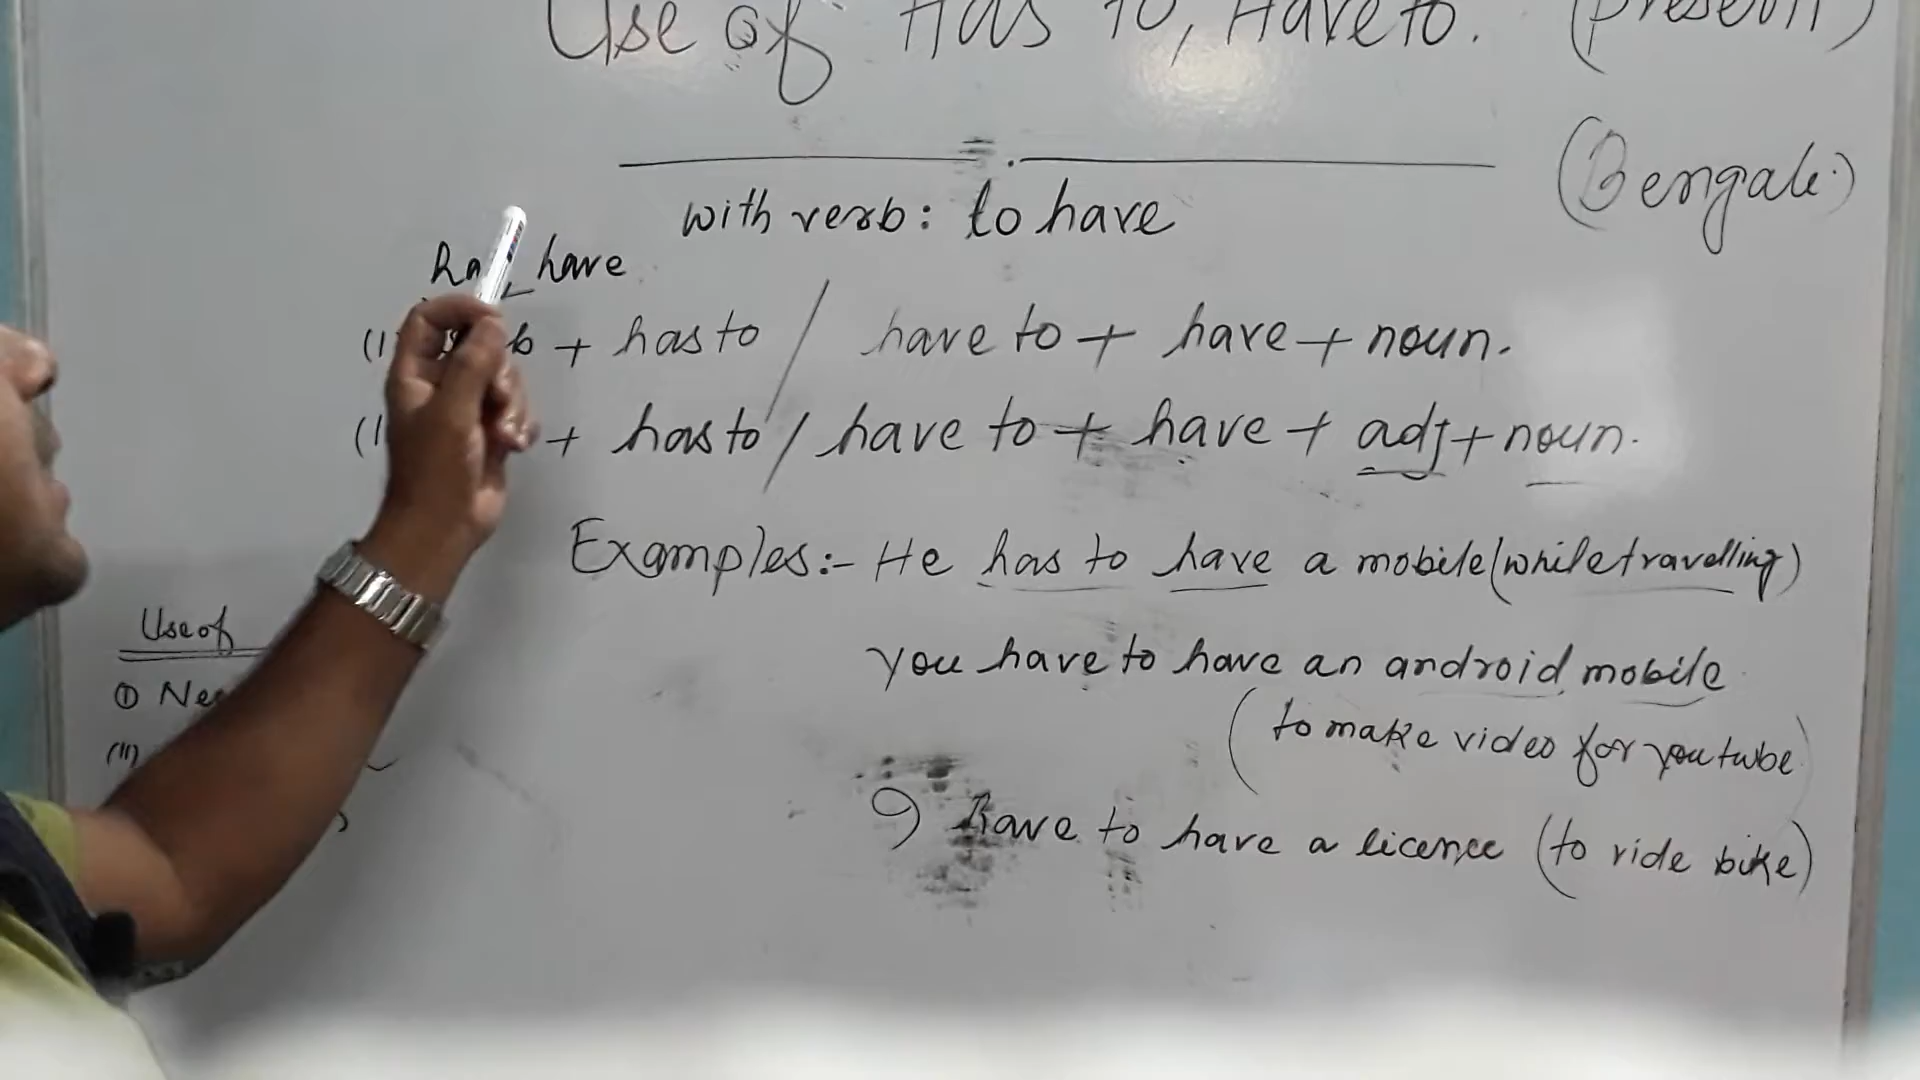 Use of Has to, Have to. (present)
(Bengali)
with verb: to have
have
+ has to / have to + have + noun.
+ has to / have to + have + adj + noun.
Examples:- He has to have a mobile (while travelling)
you have to have an android mobile
(to make video for youtube)
I have to have a licence (to ride bike)
Use of
① 
(II)